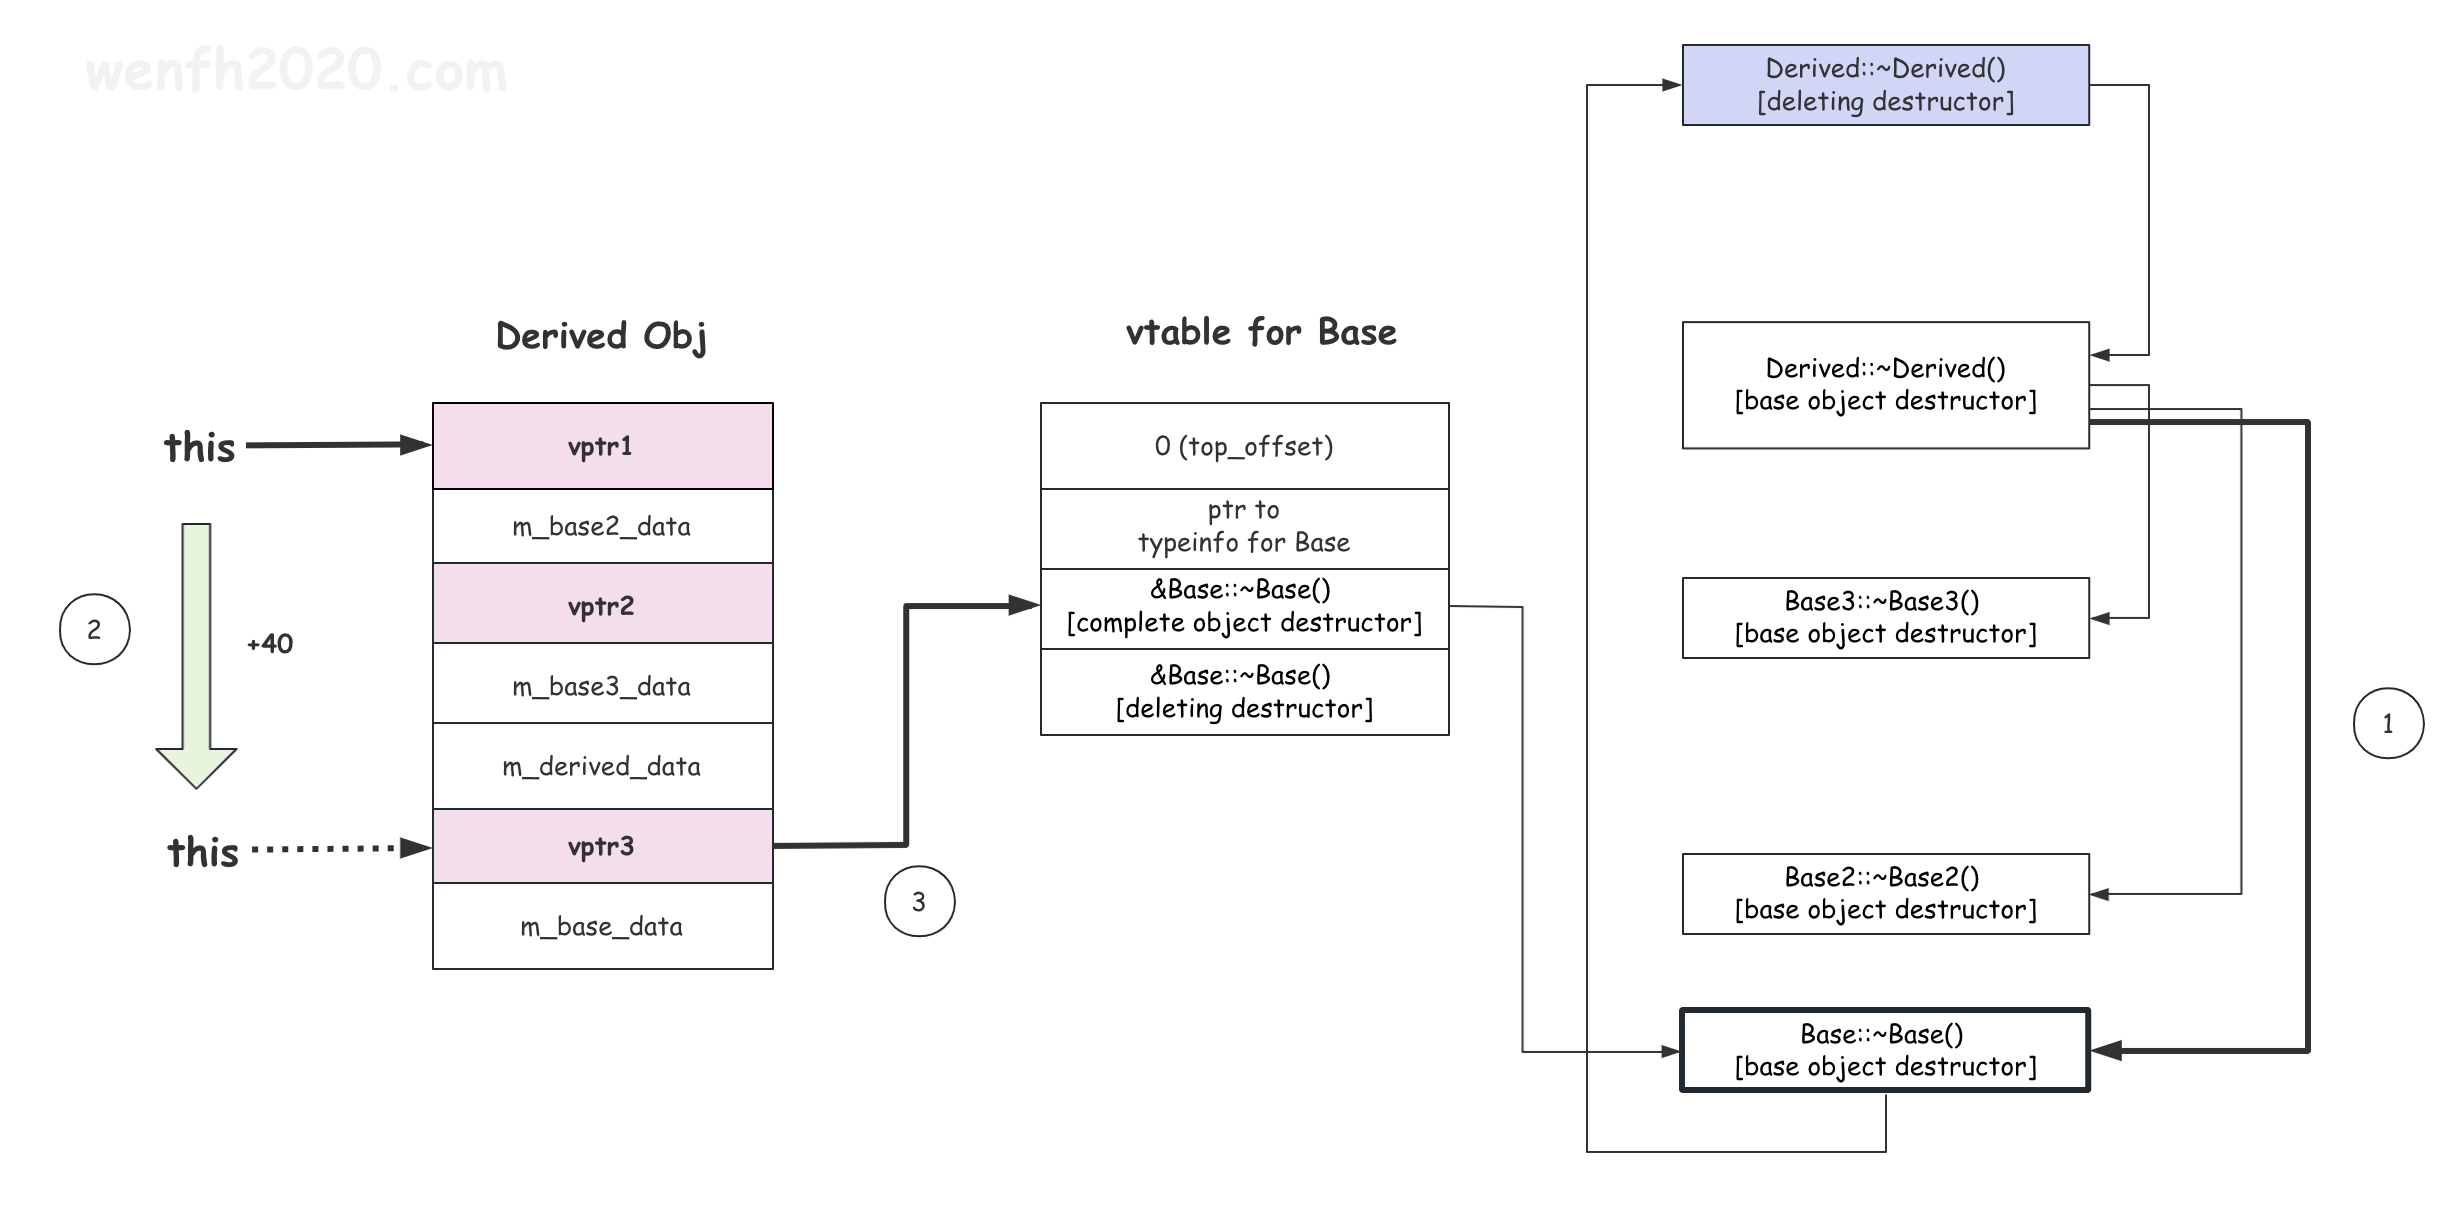 wenfh2020.com
Derived Obj
this
vptr1
m_base2_data
vptr2
m_base3_data
m_derived_data
vptr3
m_base_data
2
+40
this
3
vtable for Base
0 (top_offset)
ptr to
typeinfo for Base
&Base::~Base()
[complete object destructor]
&Base::~Base()
[deleting destructor]
Derived::~Derived()
[deleting destructor]
Derived::~Derived()
[base object destructor]
Base3::~Base3()
[base object destructor]
Base2::~Base2()
[base object destructor]
Base::~Base()
[base object destructor]
1